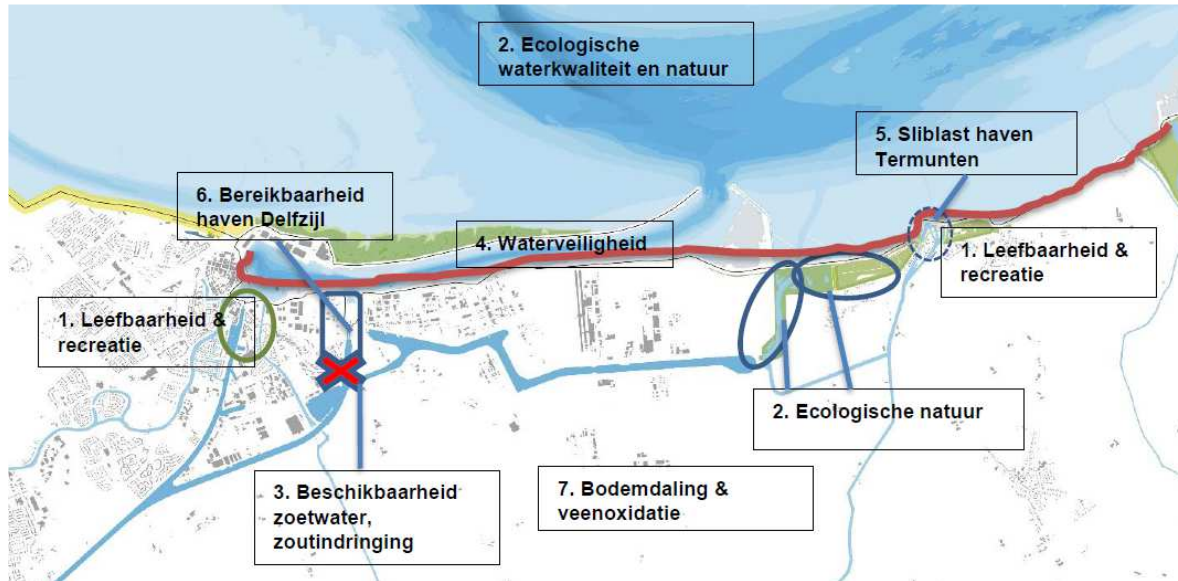 2. Ecologische
waterkwaliteit en natuur
5. Sliblast haven
Termunten
6. Bereikbaarheid
haven Delfzijl
4. Waterveiligheid
1. Leefbaarheid &
recreatie
1. Leefbaarheid &
recreatie
2. Ecologische natuur
3. Beschikbaarheid
zoetwater,
zoutindringing
7. Bodemdaling &
veenoxidatie